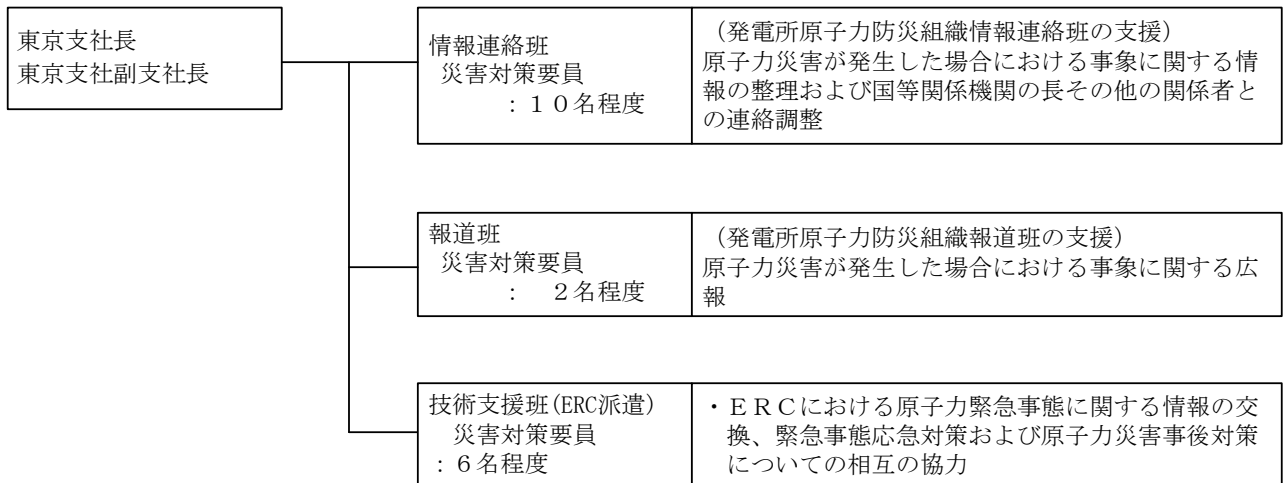 東京支社長
東京支社副支社長
情報連絡班
災害対策要員
：１０名程度
（発電所原子力防災組織情報連絡班の支援）
原子力災害が発生した場合における事象に関する情
報の整理および国等関係機関の長その他の関係者と
の連絡調整
報道班
災害対策要員
：　２名程度
（発電所原子力防災組織報道班の支援）
原子力災害が発生した場合における事象に関する広
報
技術支援班(ERC派遣)
災害対策要員
：６名程度
・ＥＲＣにおける原子力緊急事態に関する情報の交
換、緊急事態応急対策および原子力災害事後対策
についての相互の協力